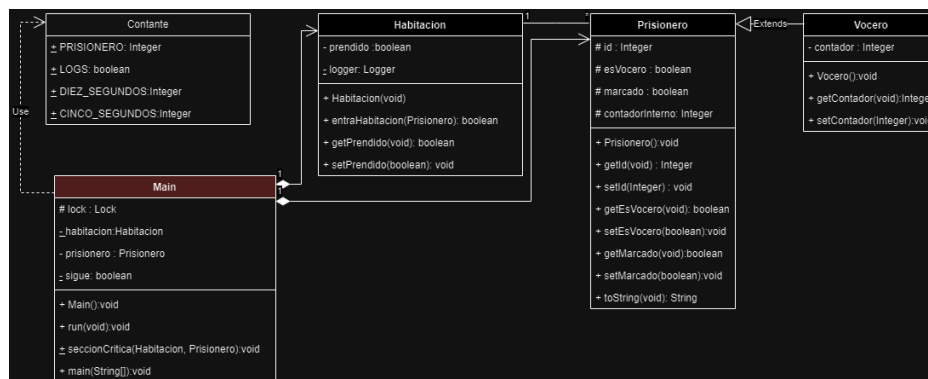 Contante
+ PRISIONERO: Integer
+ LOGS: boolean
+ DIEZ_SEGUNDOS:Integer
+ CINCO_SEGUNDOS:Integer
Use
Habitacion
- prendido :boolean
- logger: Logger
+ Habitacion(void)
+ entraHabitacion(Prisionero): boolean
+ getPrendido(void): boolean
+ setPrendido(boolean): void
1
Prisionero
# id : Integer
# esVocero : boolean
# marcado : boolean
# contadorInterno: Integer
+ Prisionero():void
+ getId(void) : Integer
+ setId(Integer) : void
+ getEsVocero(void): boolean
+ setEsVocero(boolean):void
+ getMarcado(void):boolean
+ setMarcado(boolean):void
+ toString(void): String
Extends
Vocero
- contador : Integer
+ Vocero():void
+ getContador(void):Intege
+ setContador(Integer):voi
Main
1
1
# lock : Lock
- habitacion:Habitacion
- prisionero : Prisionero
- sigue: boolean
+ Main():void
+ run(void):void
+ seccionCritica(Habitacion, Prisionero):void
+ main(String[]):void